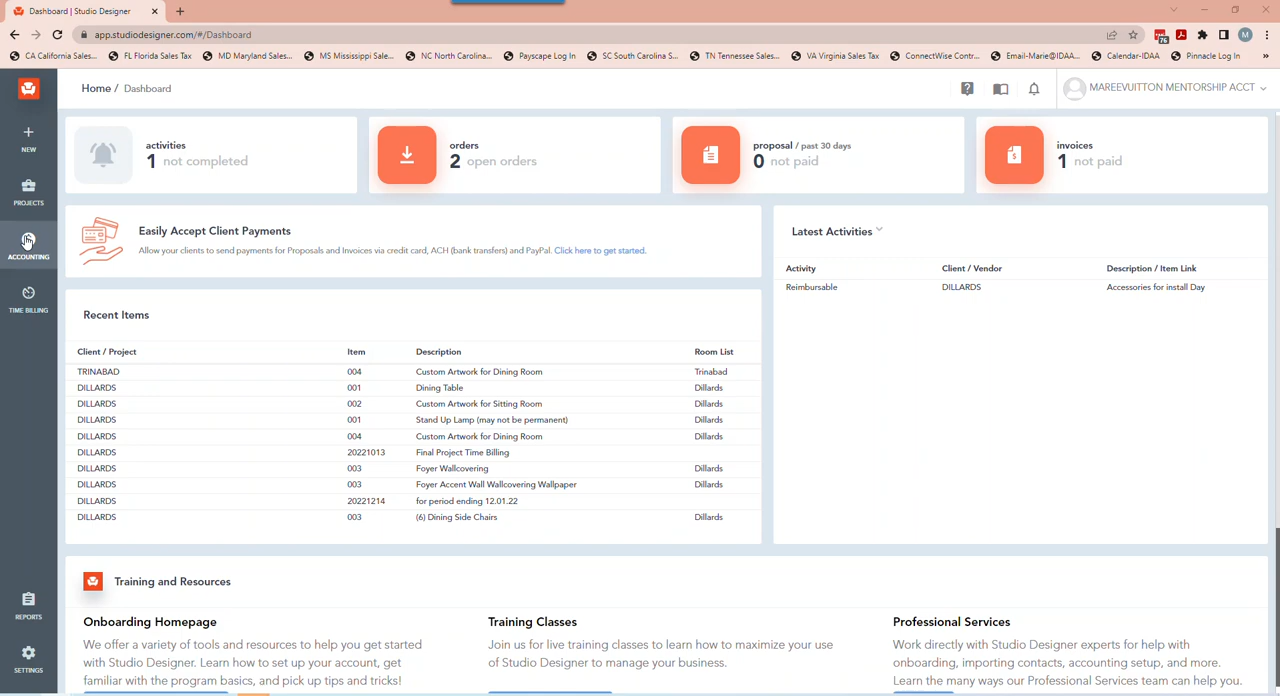 Dashboard | Studio Designer
app.studiodesigner.com/#/Dashboard
76
M
CA California Sales...
FL Florida Sales Tax
MD Maryland Sales...
MS Mississippi Sale...
NC North Carolina...
Payscape Log In
SC South Carolina S...
TN Tennessee Sales...
VA Virginia Sales Tax
ConnectWise Contr...
Email-Marie@IDAA...
Calendar-IDAA
Pinnacle Log In
Home / Dashboard
MAREEVUITTON MENTORSHIP ACCT
NEW
PROJECTS
ACCOUNTING
TIME BILLING
REPORTS
SETTINGS
activities
1 not completed
orders
2 open orders
proposal / past 30 days
0 not paid
invoices
1 not paid
Easily Accept Client Payments
Allow your clients to send payments for Proposals and Invoices via credit card, ACH (bank transfers) and PayPal. Click here to get started.
Latest Activities
Activity Client / Vendor Description / Item Link
Reimbursable DILLARDS Accessories for install Day
Recent Items
Client / Project Item Description Room List
TRINABAD 004 Custom Artwork for Dining Room Trinabad
DILLARDS 001 Dining Table Dillards
DILLARDS 002 Custom Artwork for Sitting Room Dillards
DILLARDS 001 Stand Up Lamp (may not be permanent) Dillards
DILLARDS 004 Custom Artwork for Dining Room Dillards
DILLARDS 20221013 Final Project Time Billing
DILLARDS 003 Foyer Wallcovering Dillards
DILLARDS 003 Foyer Accent Wall Wallcovering Wallpaper Dillards
DILLARDS 20221214 for period ending 12.01.22
DILLARDS 003 (6) Dining Side Chairs Dillards
Training and Resources
Onboarding Homepage
We offer a variety of tools and resources to help you get started
with Studio Designer. Learn how to set up your account, get
familiar with the program basics, and pick up tips and tricks!
Training Classes
Join us for live training classes to learn how to maximize your use
of Studio Designer to manage your business.
Professional Services
Work directly with Studio Designer experts for help with
onboarding, importing contacts, accounting setup, and more.
Learn the many ways our Professional Services team can help you.